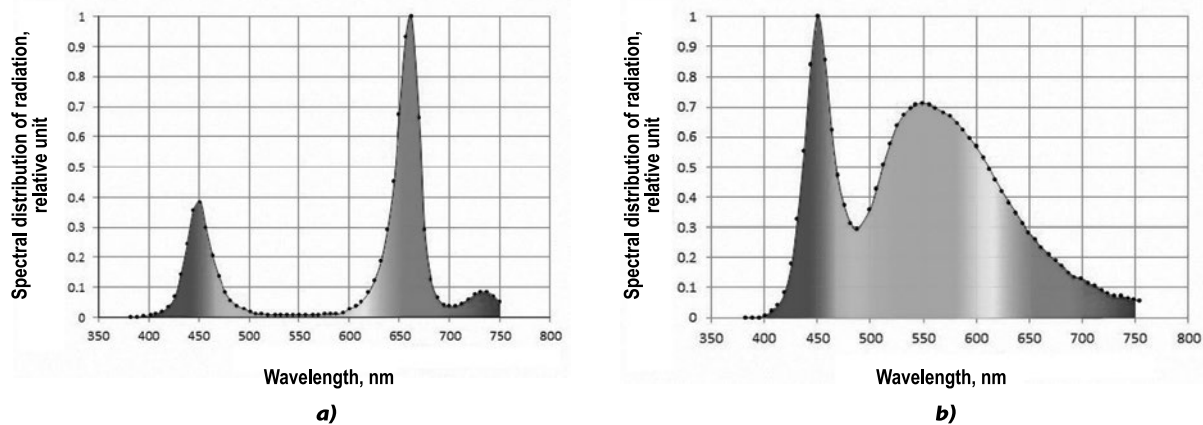 Spectral distribution of radiation,
relative unit
1
0.9
0.8
0.7
0.6
0.5
0.4
0.3
0.2
0.1
0
350 400 450 500 550 600 650 700 750 800
Wavelength, nm
a)
Spectral distribution of radiation,
relative unit
1
0.9
0.8
0.7
0.6
0.5
0.4
0.3
0.2
0.1
0
350 400 450 500 550 600 650 700 750 800
Wavelength, nm
b)